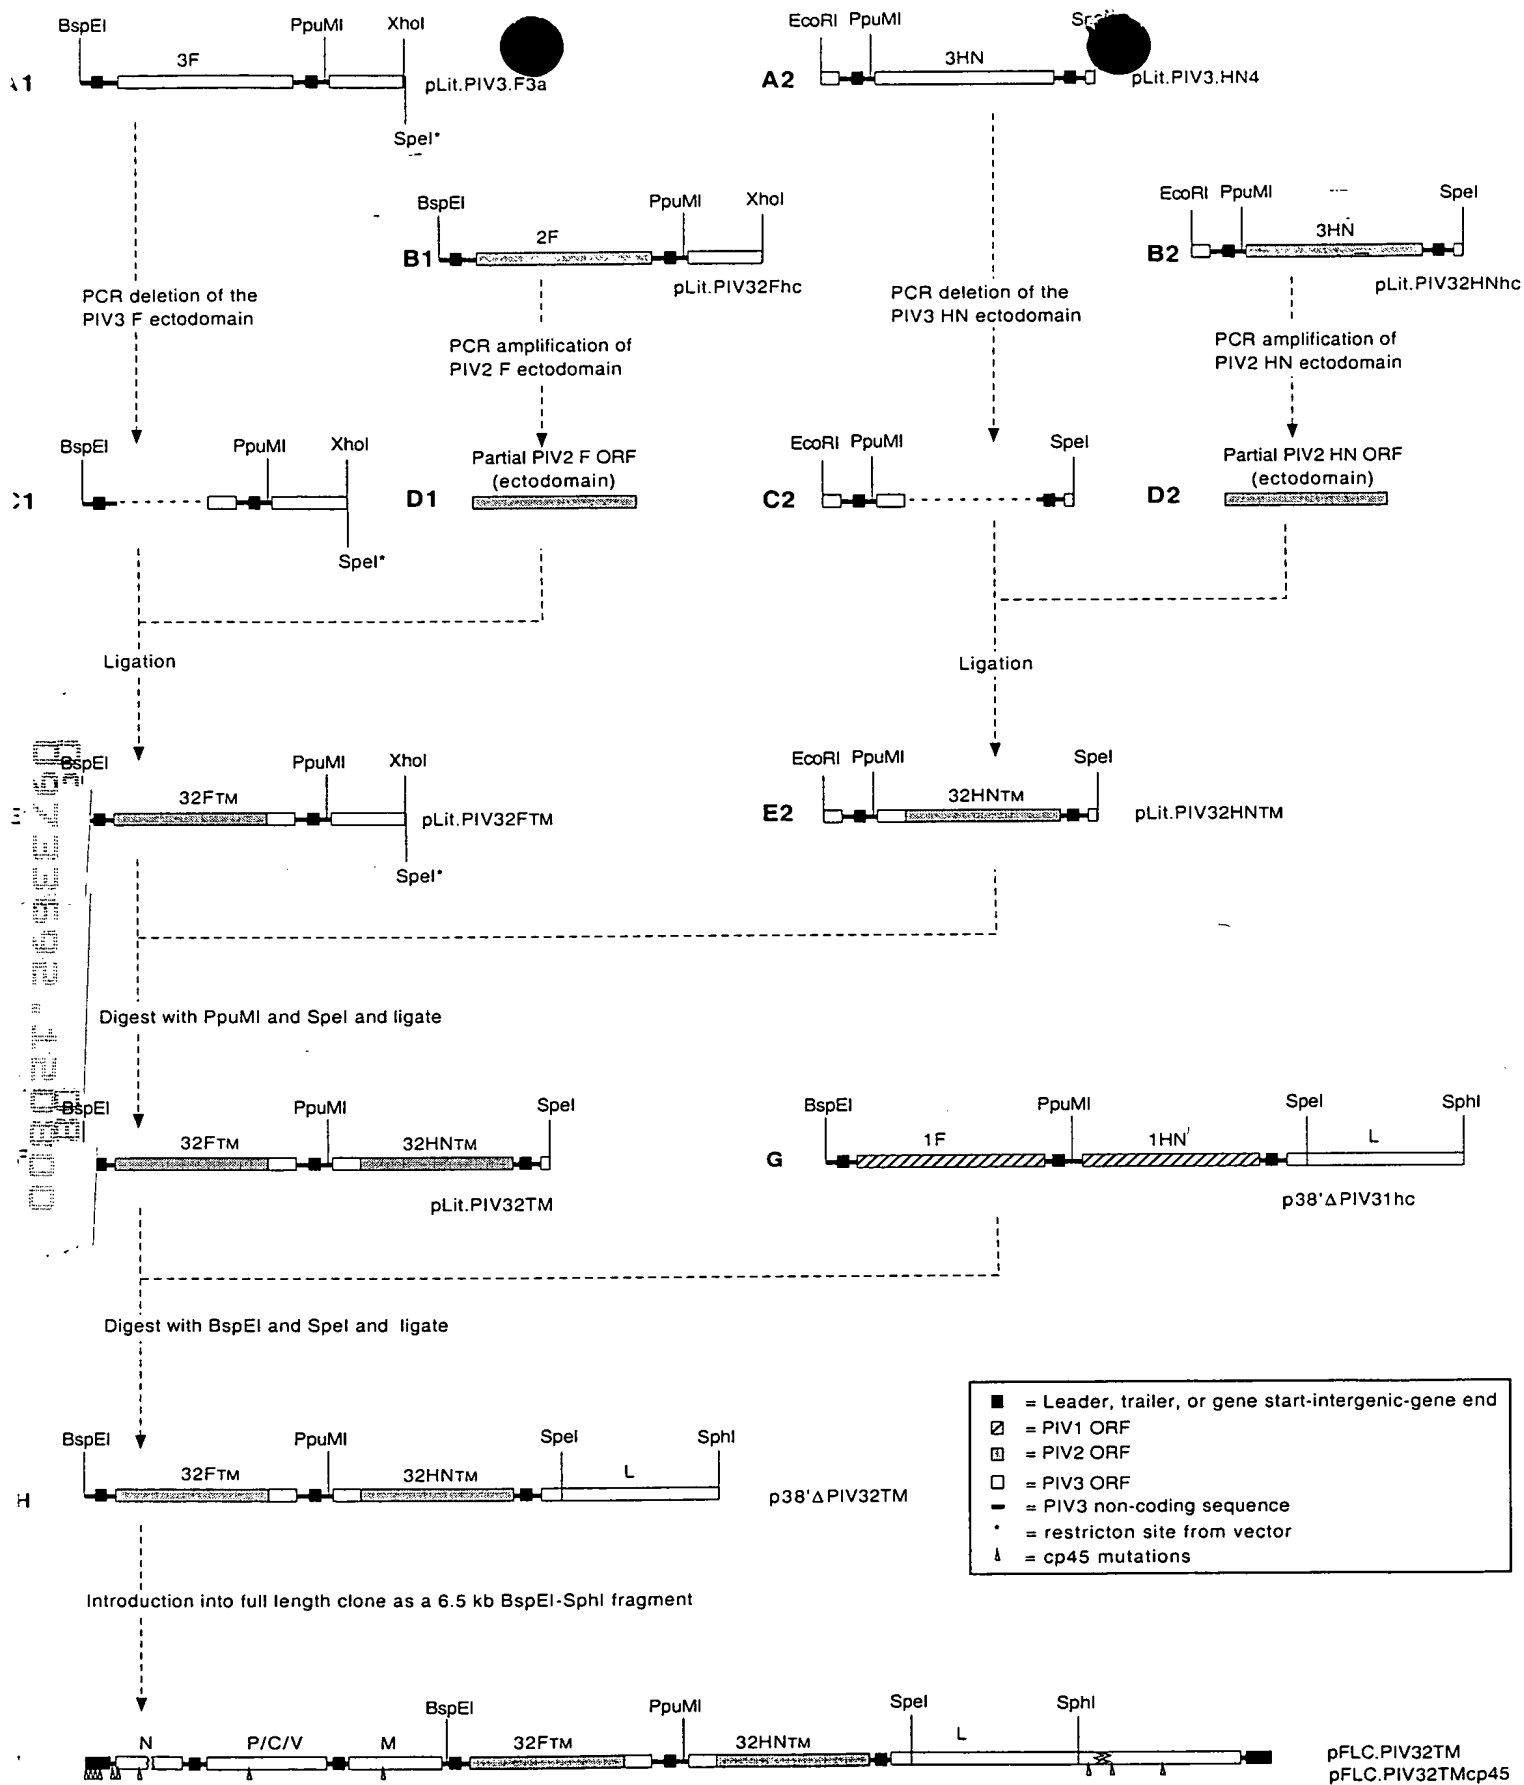 BspEI PpuMI XhoI
3F
A1
pLit.PIV3.F3a
SpeI*
EcoRI PpuMI
3HN
A2
pLit.PIV3.HN4
BspEI PpuMI XhoI
2F
B1
pLit.PIV32Fhc
EcoRI PpuMI SpeI
3HN
B2
pLit.PIV32HNhc
PCR deletion of the
PIV3 F ectodomain
PCR amplification of
PIV2 F ectodomain
PCR deletion of the
PIV3 HN ectodomain
PCR amplification of
PIV2 HN ectodomain
BspEI PpuMI XhoI
C1
SpeI*
Partial PIV2 F ORF
(ectodomain)
D1
EcoRI PpuMI SpeI
C2
Partial PIV2 HN ORF
(ectodomain)
D2
Ligation
Ligation
BspEI PpuMI XhoI
32FTM
pLit.PIV32FTM
SpeI*
EcoRI PpuMI SpeI
32HNTM
E2
pLit.PIV32HNTM
Digest with PpuMI and SpeI and ligate
BspEI PpuMI SpeI
32FTM 32HNTM
pLit.PIV32TM
BspEI PpuMI SpeI SphI
1F 1HN L
G
p38'ΔPIV31hc
Digest with BspEI and SpeI and ligate
BspEI PpuMI SpeI SphI
32FTM 32HNTM L
H
p38'ΔPIV32TM
= Leader, trailer, or gene start-intergenic-gene end
= PIV1 ORF
= PIV2 ORF
= PIV3 ORF
= PIV3 non-coding sequence
* = restricton site from vector
= cp45 mutations
Introduction into full length clone as a 6.5 kb BspEI-SphI fragment
BspEI PpuMI SpeI SphI
N P/C/V M 32FTM 32HNTM L
pFLC.PIV32TM
pFLC.PIV32TMcp45